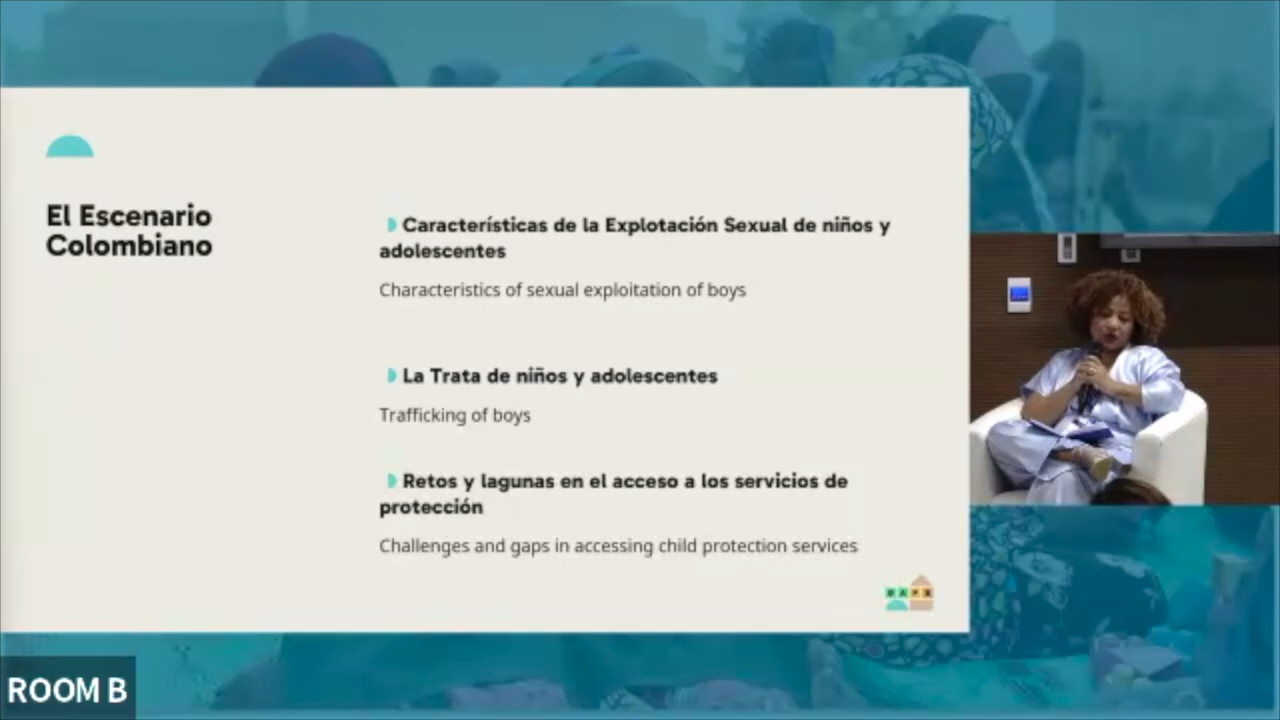 El Escenario
Colombiano
Características de la Explotación Sexual de niños y
adolescentes
Characteristics of sexual exploitation of boys
La Trata de niños y adolescentes
Trafficking of boys
Retos y lagunas en el acceso a los servicios de
protección
Challenges and gaps in accessing child protection services
ROOM B